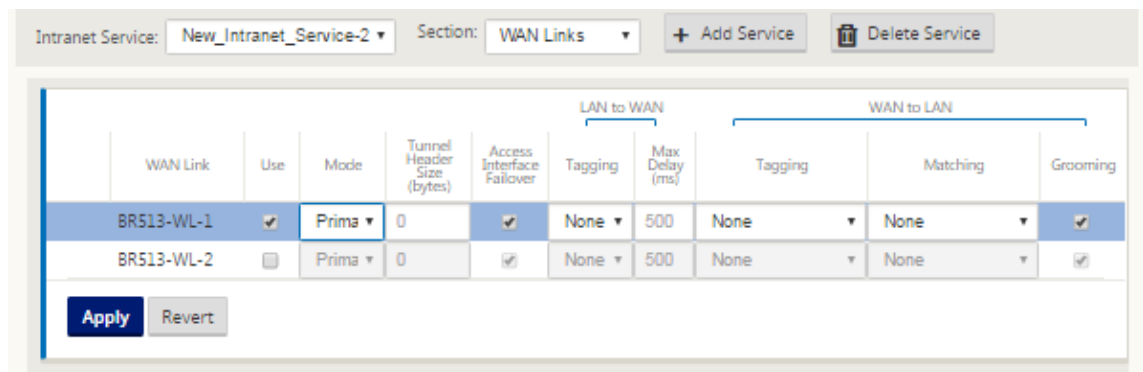 Intranet Service: New_Intranet_Service-2 Section: WAN Links + Add Service Delete Service
LAN to WAN WAN to LAN
WAN Link Use Mode Tunnel Header Size (bytes) Access Interface Failover Tagging Max Delay (ms) Tagging Matching Grooming
BR513-WL-1 Prima 0 None 500 None None
BR513-WL-2 Prima 0 None 500 None None
Apply Revert